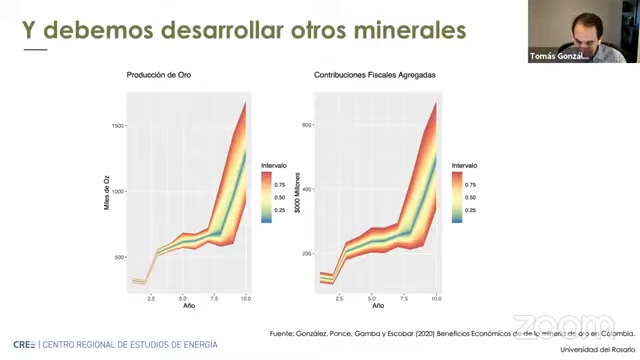 Y debemos desarrollar otros minerales
Tomás Gonzál...
Producción de Oro
Contribuciones Fiscales Agregadas
Miles de Oz
1500
1000
500
2.5 5.0 7.5 10.0
Año
Intervalo
0.75
0.50
0.25
$000 Millones
600
400
200
2.5 5.0 7.5 10.0
Año
Intervalo
0.75
0.50
0.25
Fuente: González, Ponce, Gamba y Escobar (2020) Beneficios Económicos de de la minería de oro en Colombia.
Universidad del Rosario
CREE | CENTRO REGIONAL DE ESTUDIOS DE ENERGÍA
zoom